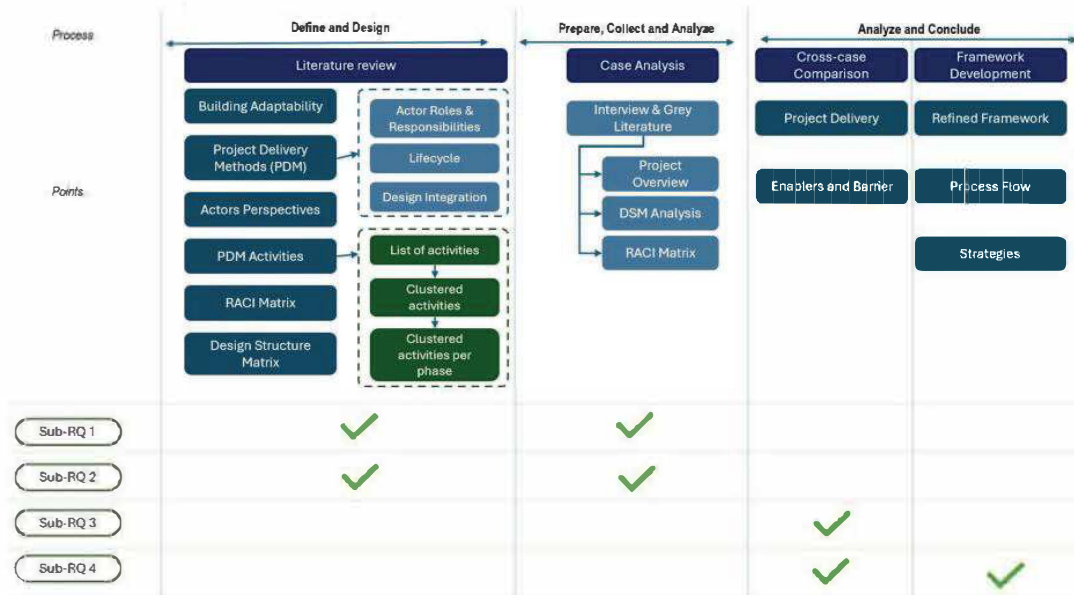 Process
Define and Design
Prepare, Collect and Analyze
Analyze and Conclude
Literature review
Case Analysis
Cross-case
Comparison
Framework
Development
Points
Building Adaptability
Project Delivery
Methods (PDM)
Actors Perspectives
PDM Activities
RACI Matrix
Design Structure
Matrix
Actor Roles &
Responsibilities
Lifecycle
Design Integration
List of activities
Clustered
activities
Clustered
activities per
phase
Interview & Grey
Literature
Project
Overview
DSM Analysis
RACI Matrix
Project Delivery
Enablers and Barrier
Refined Framework
Process Flow
Strategies
Sub-RQ 1
Sub-RQ 2
Sub-RQ 3
Sub-RQ 4